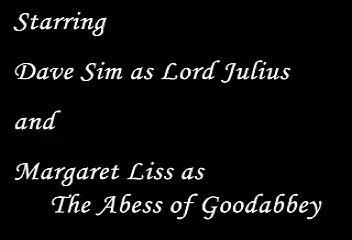 Starring
Dave Sim as Lord Julius
and
Margaret Liss as
The Abess of Goodabbey